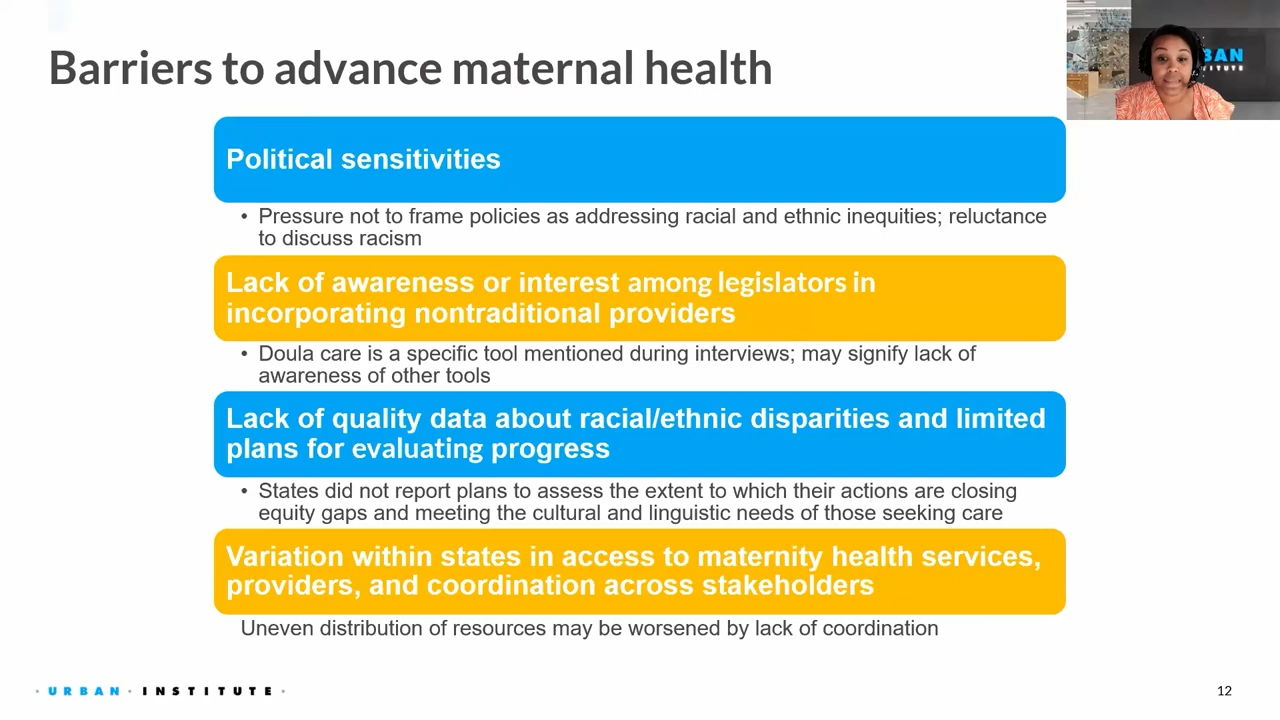 Barriers to advance maternal health
BAN
ITUTE
Political sensitivities
• Pressure not to frame policies as addressing racial and ethnic inequities; reluctance
to discuss racism
Lack of awareness or interest among legislators in
incorporating nontraditional providers
• Doula care is a specific tool mentioned during interviews; may signify lack of
awareness of other tools
Lack of quality data about racial/ethnic disparities and limited
plans for evaluating progress
• States did not report plans to assess the extent to which their actions are closing
equity gaps and meeting the cultural and linguistic needs of those seeking care
Variation within states in access to maternity health services,
providers, and coordination across stakeholders
Uneven distribution of resources may be worsened by lack of coordination
· URBAN · INSTITUTE ·
12